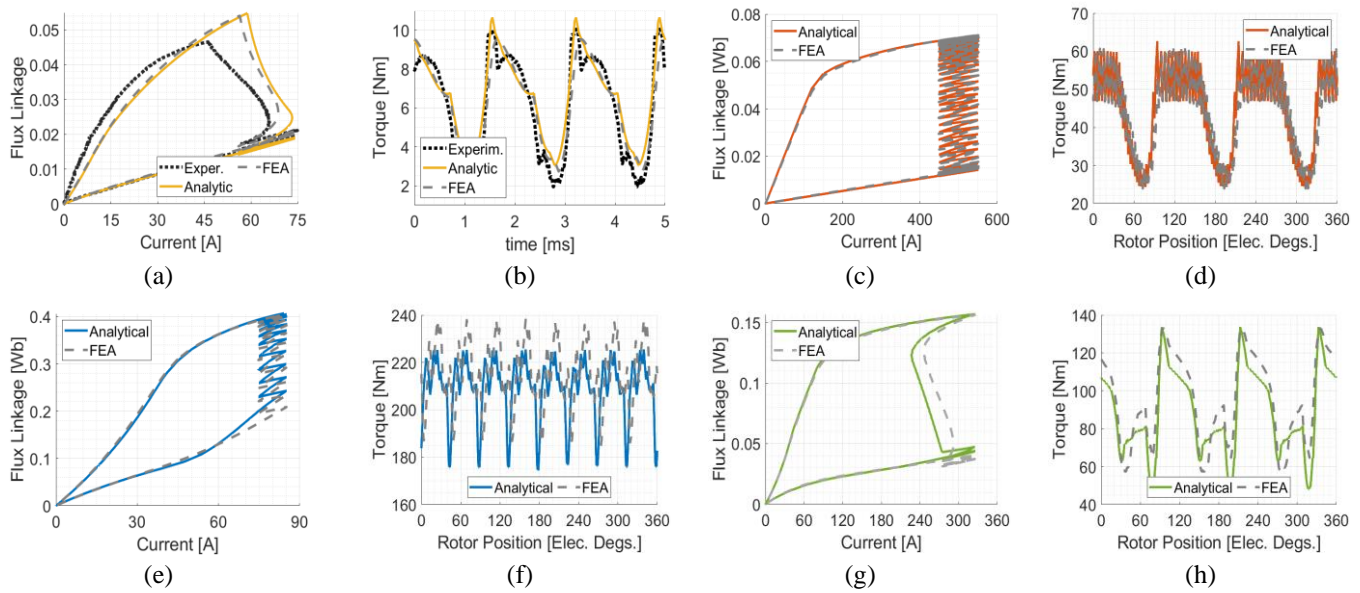 Flux Linkage
0.05
0.04
0.03
0.02
0.01
0
0
15
30
45
60
75
Exper.
FEA
Analytic
Current [A]
(a)
Torque [Nm]
12
10
8
6
4
2
0
1
2
3
4
5
Experim.
Analytic
FEA
time [ms]
(b)
Flux Linkage [Wb]
0.08
0.06
0.04
0.02
0
0
200
400
600
Analytical
FEA
Current [A]
(c)
Torque [Nm]
70
60
50
40
30
20
0
60
120
180
240
300
360
Analytical
FEA
Rotor Position [Elec. Degs.]
(d)
Flux Linkage [Wb]
0.4
0.3
0.2
0.1
0
0
30
60
90
Analytical
FEA
Current [A]
(e)
Torque [Nm]
240
220
200
180
160
0
60
120
180
240
300
360
Analytical
FEA
Rotor Position [Elec. Degs.]
(f)
Flux Linkage [Wb]
0.15
0.10
0.05
0
0
60
120
180
240
300
360
Analytical
FEA
Current [A]
(g)
Torque [Nm]
140
120
100
80
60
40
0
60
120
180
240
300
360
Analytical
FEA
Rotor Position [Elec. Degs.]
(h)